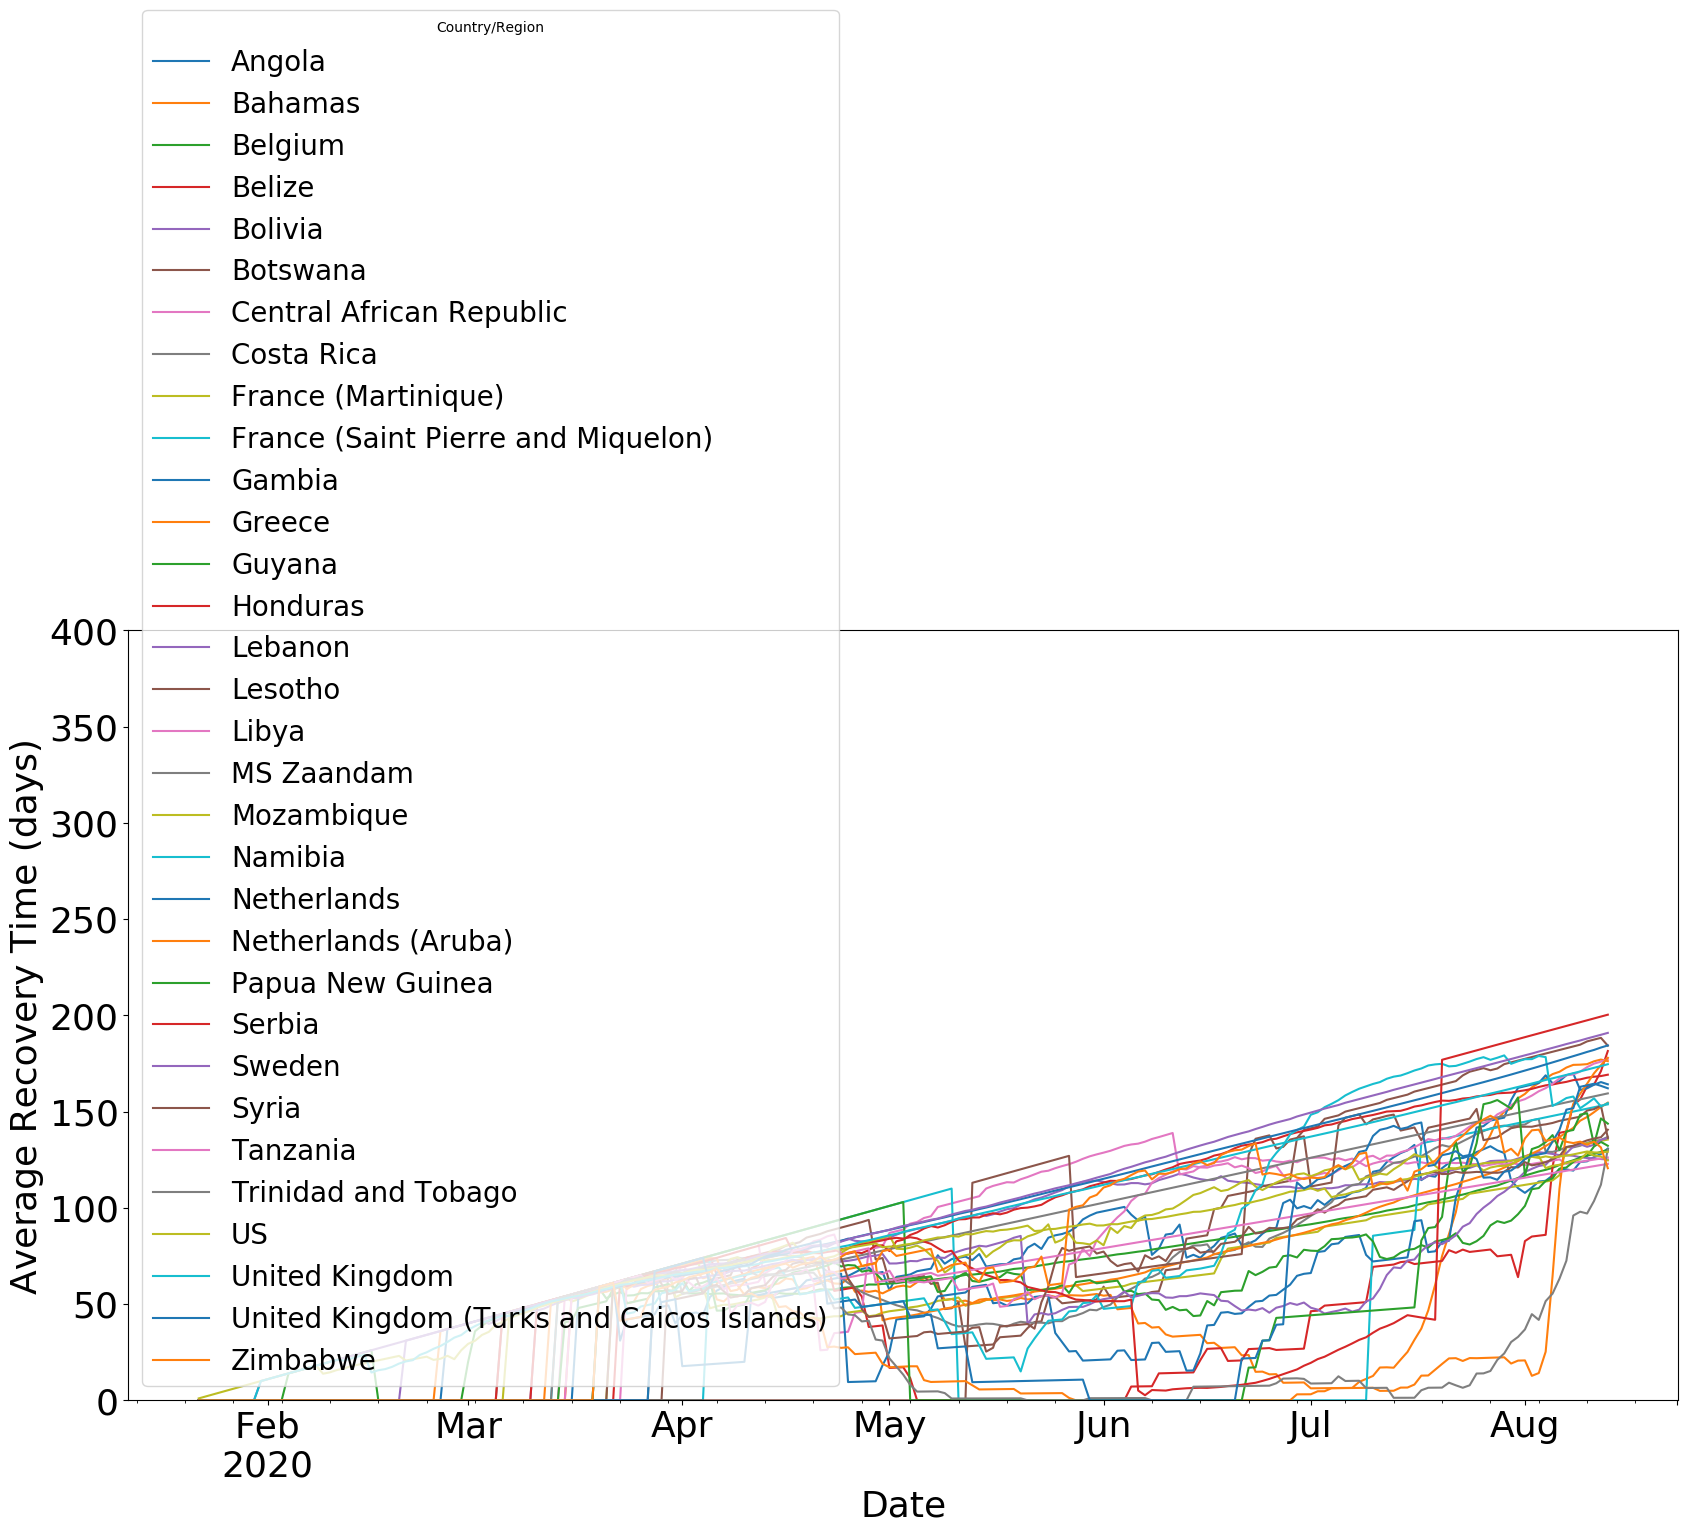 Country/Region
Angola
Bahamas
Belgium
Belize
Bolivia
Botswana
Central African Republic
Costa Rica
France (Martinique)
France (Saint Pierre and Miquelon)
Gambia
Greece
Guyana
Honduras
Lebanon
Lesotho
Libya
MS Zaandam
Mozambique
Namibia
Netherlands
Netherlands (Aruba)
Papua New Guinea
Serbia
Sweden
Syria
Tanzania
Trinidad and Tobago
US
United Kingdom
United Kingdom (Turks and Caicos Islands)
Zimbabwe
400
350
300
250
200
150
100
50
0
Average Recovery Time (days)
Feb Mar Apr May Jun Jul Aug
2020
Date